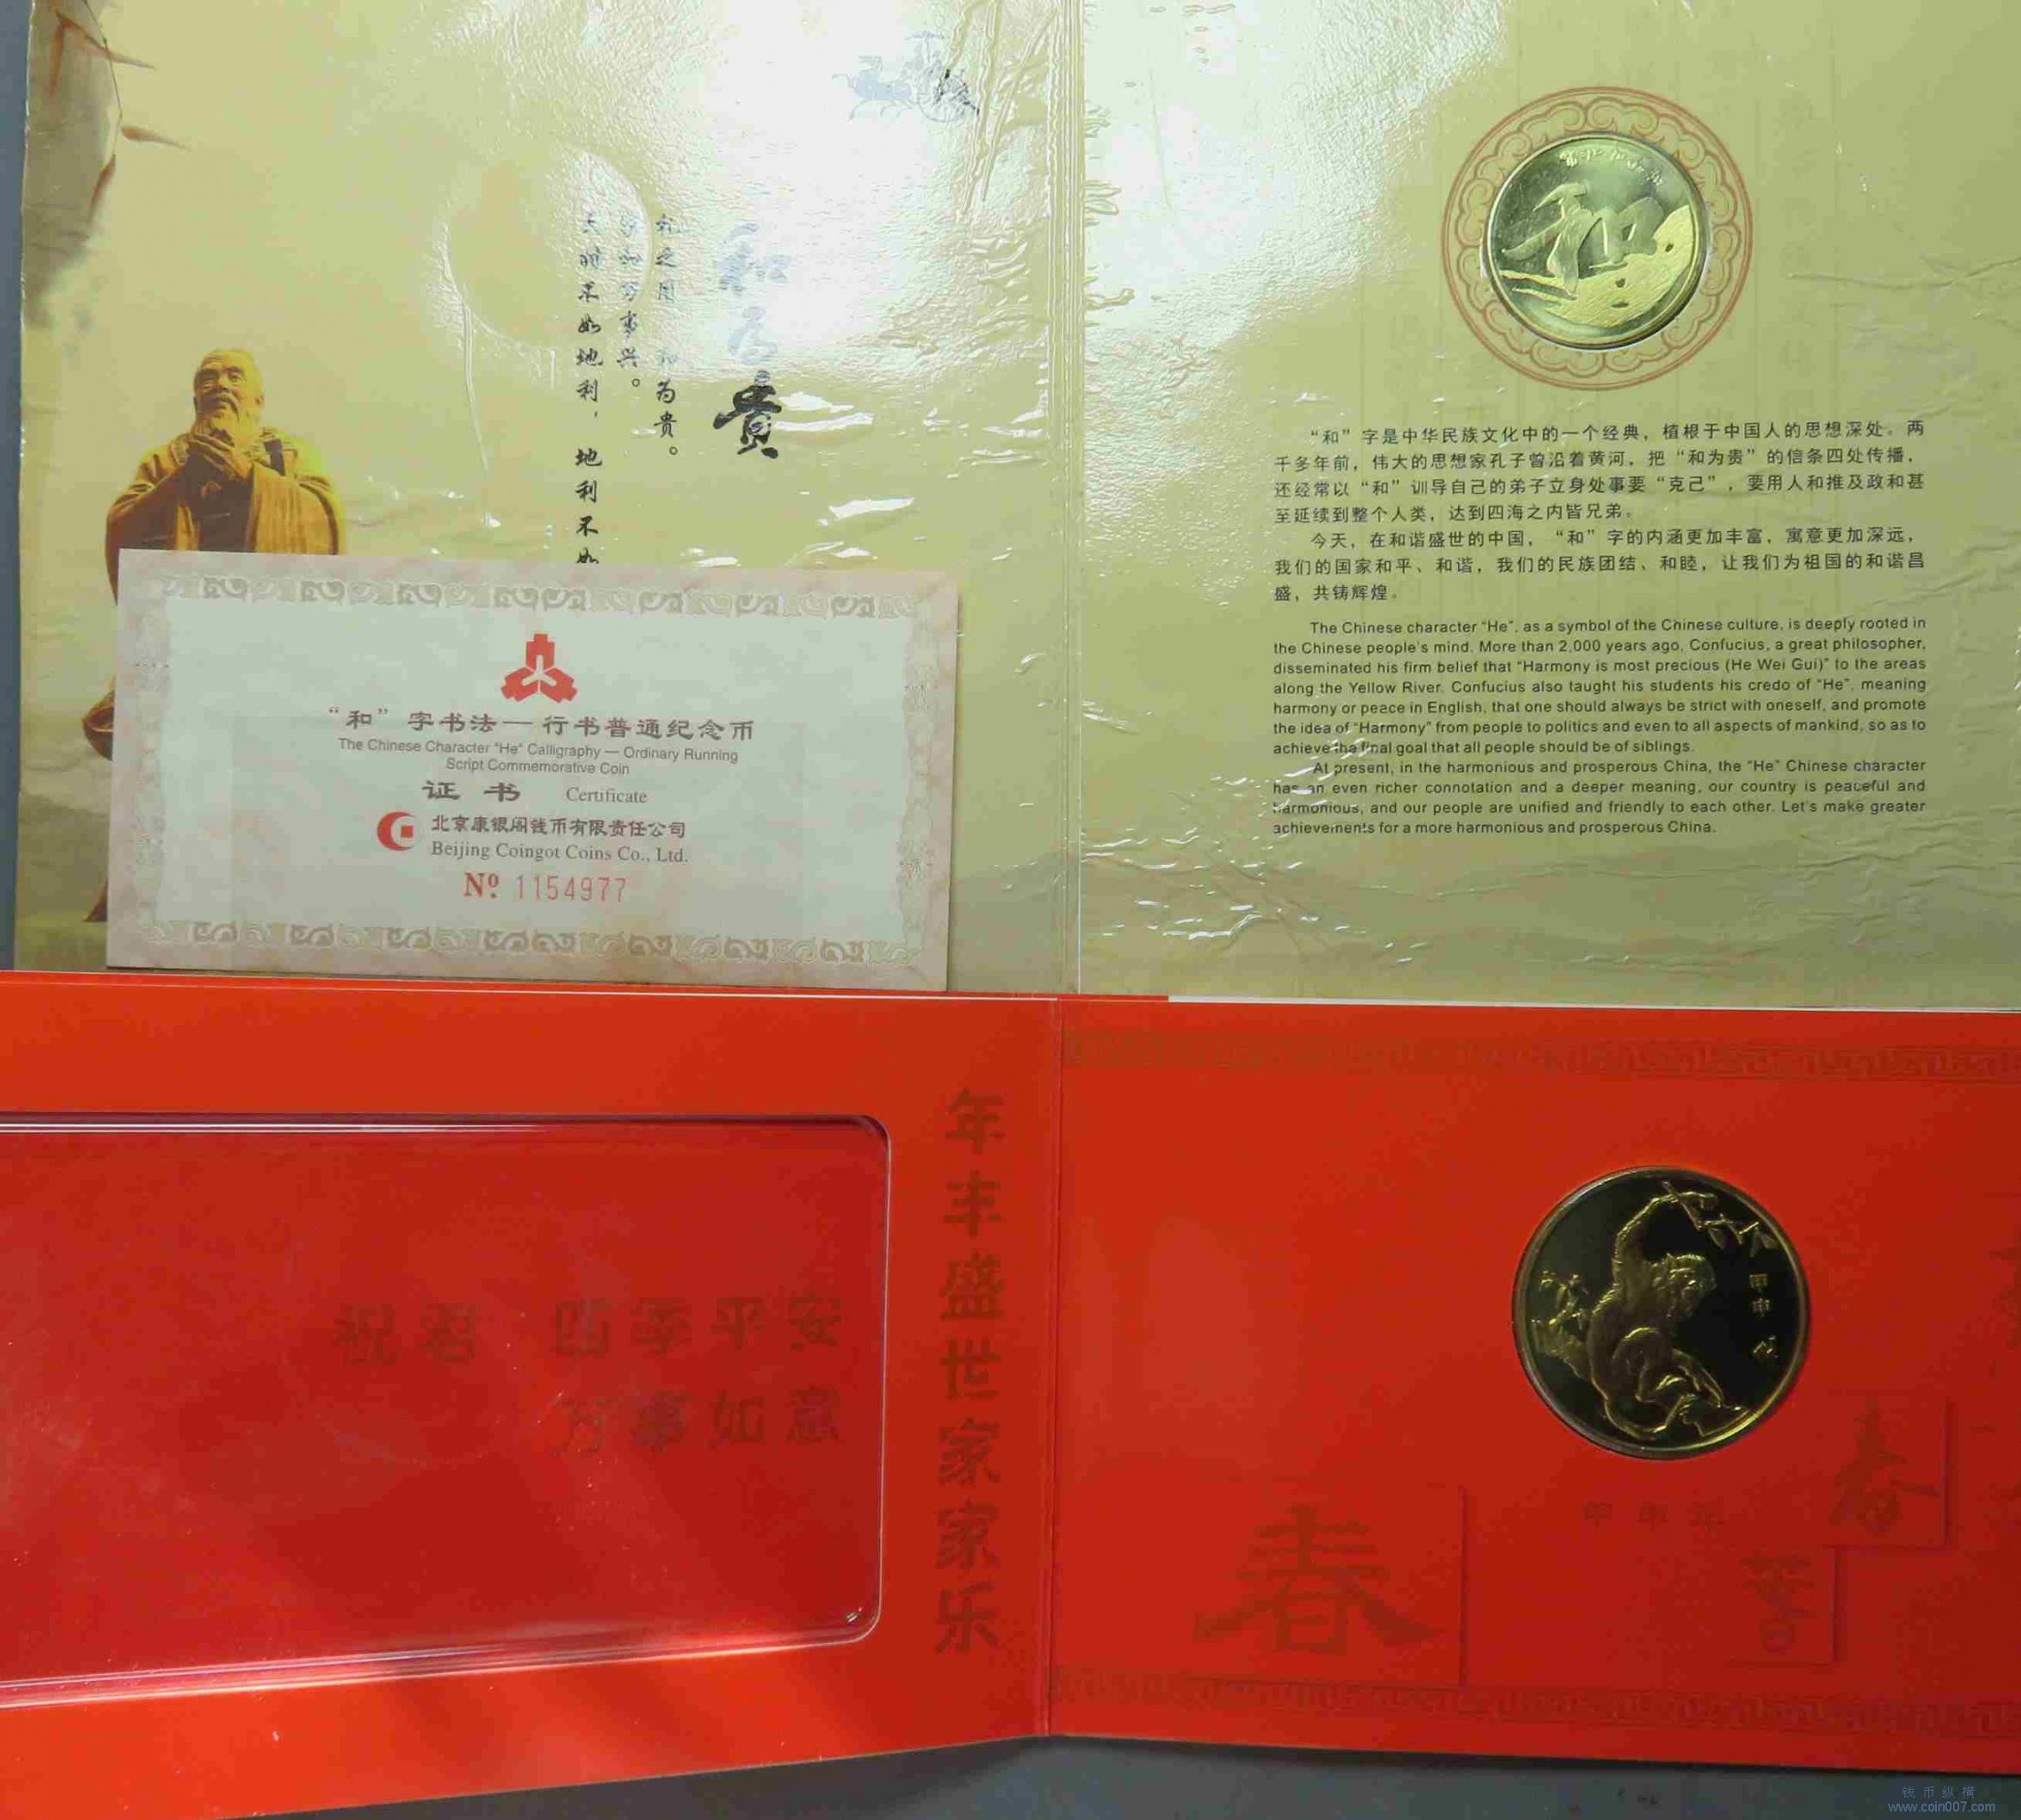 和为贵
礼之用 和为贵。
家和万事兴。
天时不如地利，地利不如
“和”字书法—行书普通纪念币
The Chinese Character “He” Calligraphy — Ordinary Running
Script Commemorative Coin
证书 Certificate
北京康银阁钱币有限责任公司
Beijing Coingot Coins Co., Ltd.
Nº 1154977
和
“和”字是中华民族文化中的一个经典，植根于中国人的思想深处。两
千多年前，伟大的思想家孔子曾沿着黄河，把“和为贵”的信条四处传播，
还经常以“和”训导自己的弟子立身处事要“克己”，要用人和推及政和甚
至延续到整个人类，达到四海之内皆兄弟。
今天，在和谐盛世的中国，“和”字的内涵更加丰富，寓意更加深远，
我们的国家和平、和谐，我们的民族团结、和睦，让我们为祖国的和谐昌
盛，共铸辉煌。
The Chinese character “He”, as a symbol of the Chinese culture, is deeply rooted in
the Chinese people's mind. More than 2,000 years ago, Confucius, a great philosopher,
disseminated his firm belief that “Harmony is most precious (He Wei Gui)” to the areas
along the Yellow River. Confucius also taught his students his credo of “He”, meaning
harmony or peace in English, that one should always be strict with oneself, and promote
the idea of “Harmony” from people to politics and even to all aspects of mankind, so as to
achieve the final goal that all people should be of siblings.
At present, in the harmonious and prosperous China, the “He” Chinese character
has an even richer connotation and a deeper meaning, our country is peaceful and
harmonious, and our people are unified and friendly to each other. Let's make greater
achievements for a more harmonious and prosperous China.
年丰盛世家家乐
祝君 四季平安
万事如意
甲申
甲申年
春
春
www.coin007.com
钱币纵横